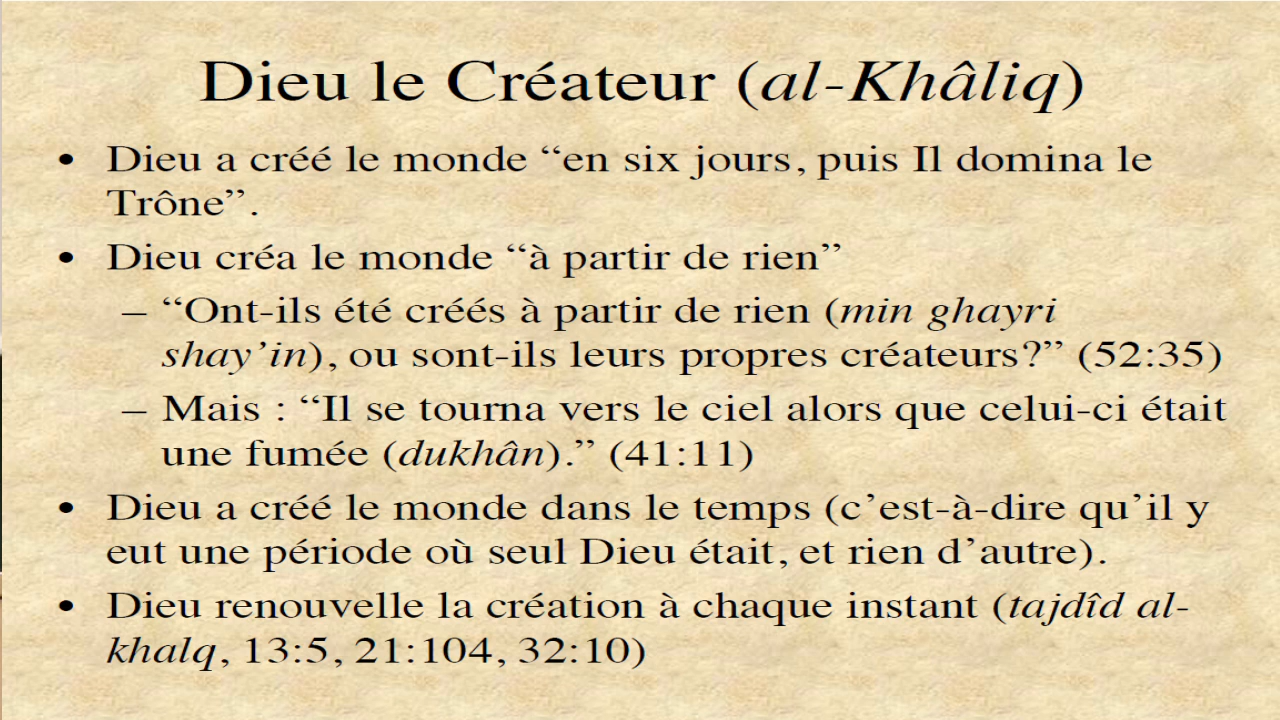 Dieu le Créateur (al-Khâliq)
• Dieu a créé le monde “en six jours, puis Il domina le
Trône”.
• Dieu créa le monde “à partir de rien”
– “Ont-ils été créés à partir de rien (min ghayri
shay’in), ou sont-ils leurs propres créateurs?” (52:35)
– Mais : “Il se tourna vers le ciel alors que celui-ci était
une fumée (dukhân).” (41:11)
• Dieu a créé le monde dans le temps (c’est-à-dire qu’il y
eut une période où seul Dieu était, et rien d’autre).
• Dieu renouvelle la création à chaque instant (tajdîd al-
khalq, 13:5, 21:104, 32:10)